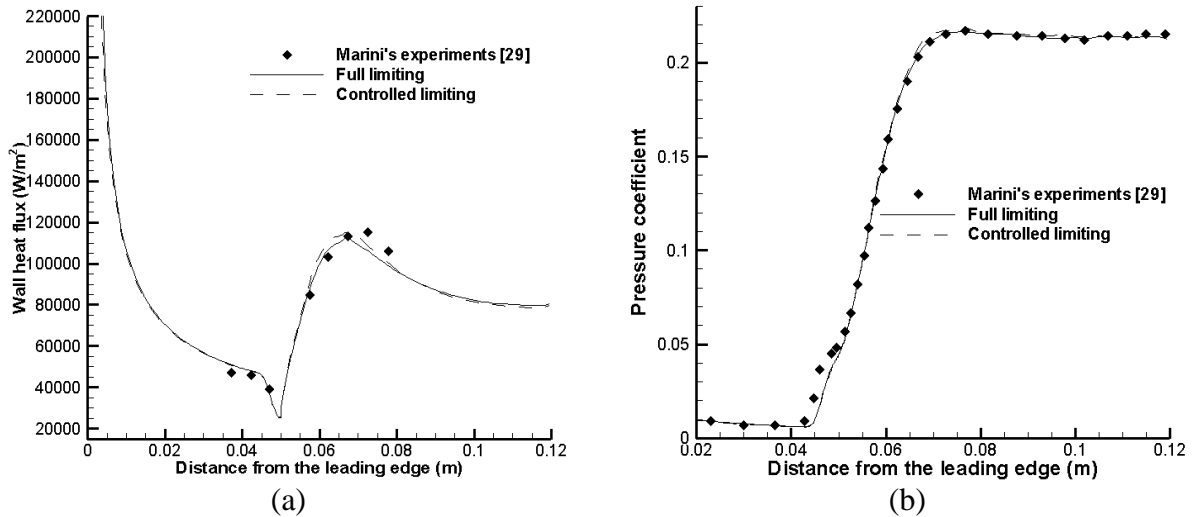 220000
200000
180000
160000
140000
120000
100000
80000
60000
40000
20000
Wall heat flux (W/m²)
Marini's experiments [29]
Full limiting
Controlled limiting
0 0.02 0.04 0.06 0.08 0.1 0.12
Distance from the leading edge (m)
(a)
0.2
0.15
0.1
0.05
0
Pressure coefficient
Marini's experiments [29]
Full limiting
Controlled limiting
0.02 0.04 0.06 0.08 0.1 0.12
Distance from the leading edge (m)
(b)